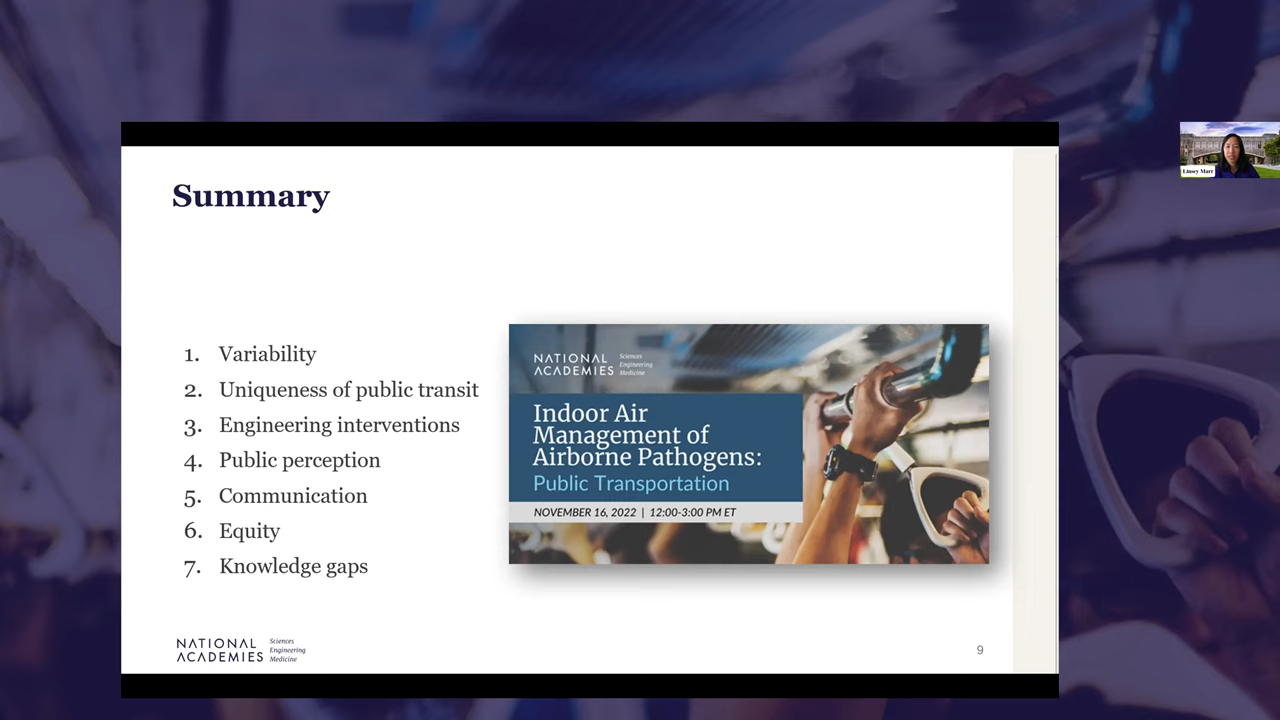 Summary
1. Variability
2. Uniqueness of public transit
3. Engineering interventions
4. Public perception
5. Communication
6. Equity
7. Knowledge gaps
NATIONAL ACADEMIES
Sciences
Engineering
Medicine
Indoor Air
Management of
Airborne Pathogens:
Public Transportation
NOVEMBER 16, 2022 | 12:00-3:00 PM ET
NATIONAL
ACADEMIES
Sciences
Engineering
Medicine
9
Linsey Marr